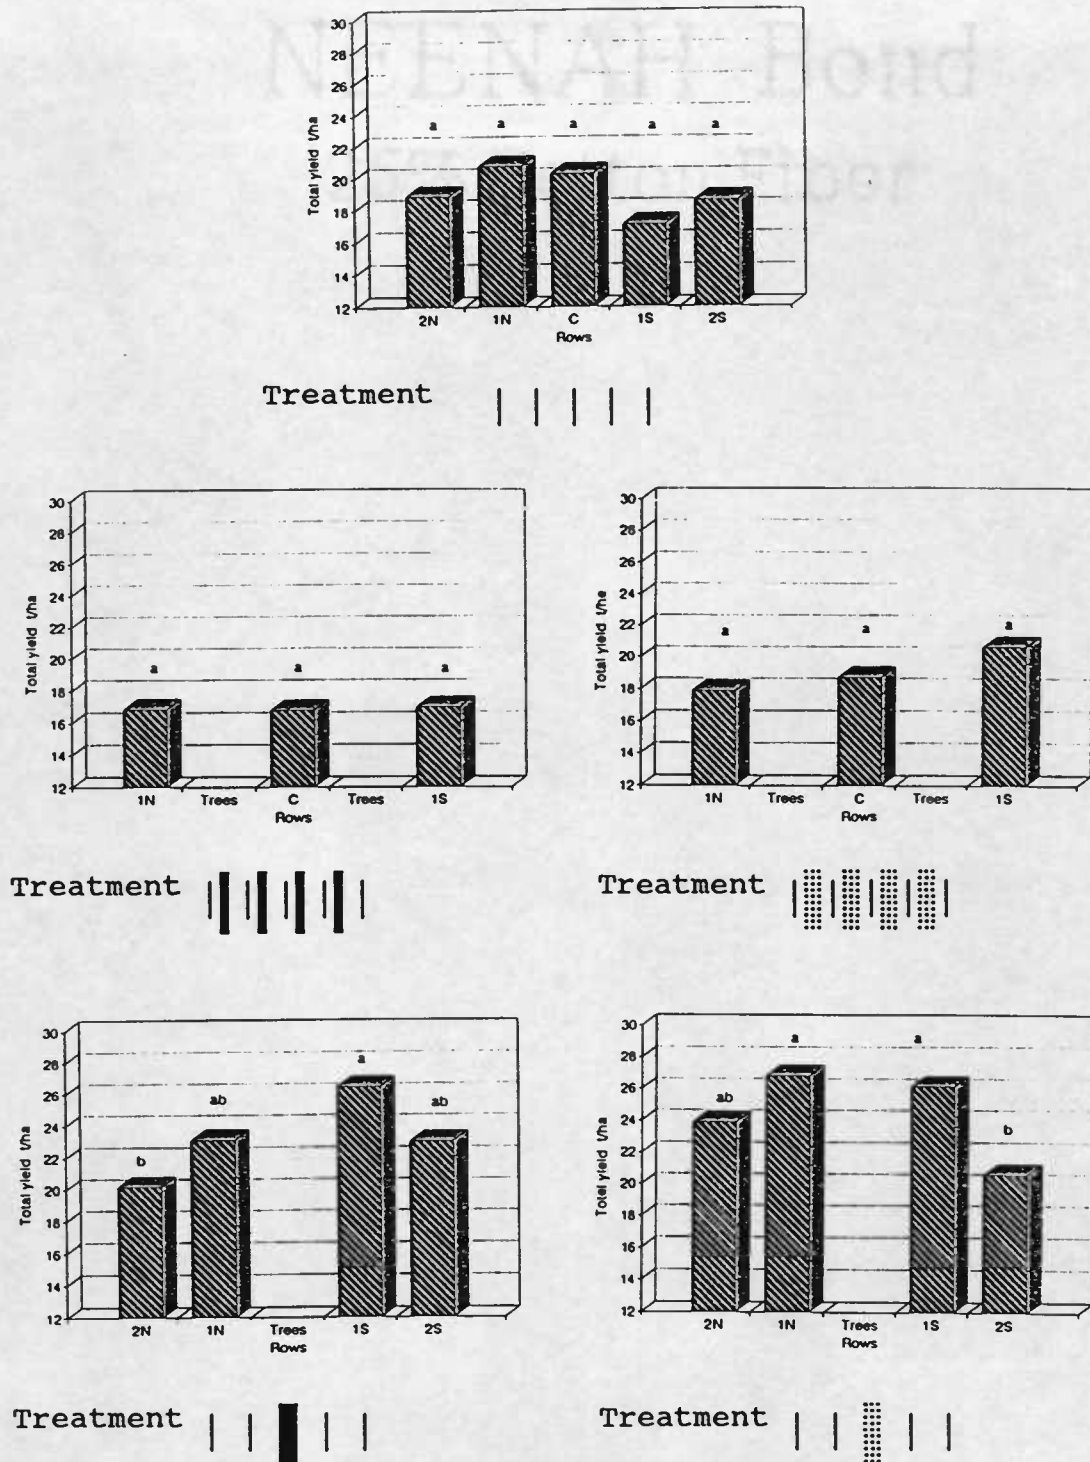 NEENAH Bond
Fiber
Total yield t/ha
30
28
26
24
22
20
18
16
14
12
a a a a a
2N 1N C 1S 2S
Rows
Treatment
Total yield t/ha
30
28
26
24
22
20
18
16
14
12
a a a
1N Trees C Trees 1S
Rows
Treatment
Total yield t/ha
30
28
26
24
22
20
18
16
14
12
a a a
1N Trees C Trees 1S
Rows
Treatment
Total yield t/ha
30
28
26
24
22
20
18
16
14
12
b ab a ab
2N 1N Trees 1S 2S
Rows
Treatment
Total yield t/ha
30
28
26
24
22
20
18
16
14
12
ab a a b
2N 1N Trees 1S 2S
Rows
Treatment